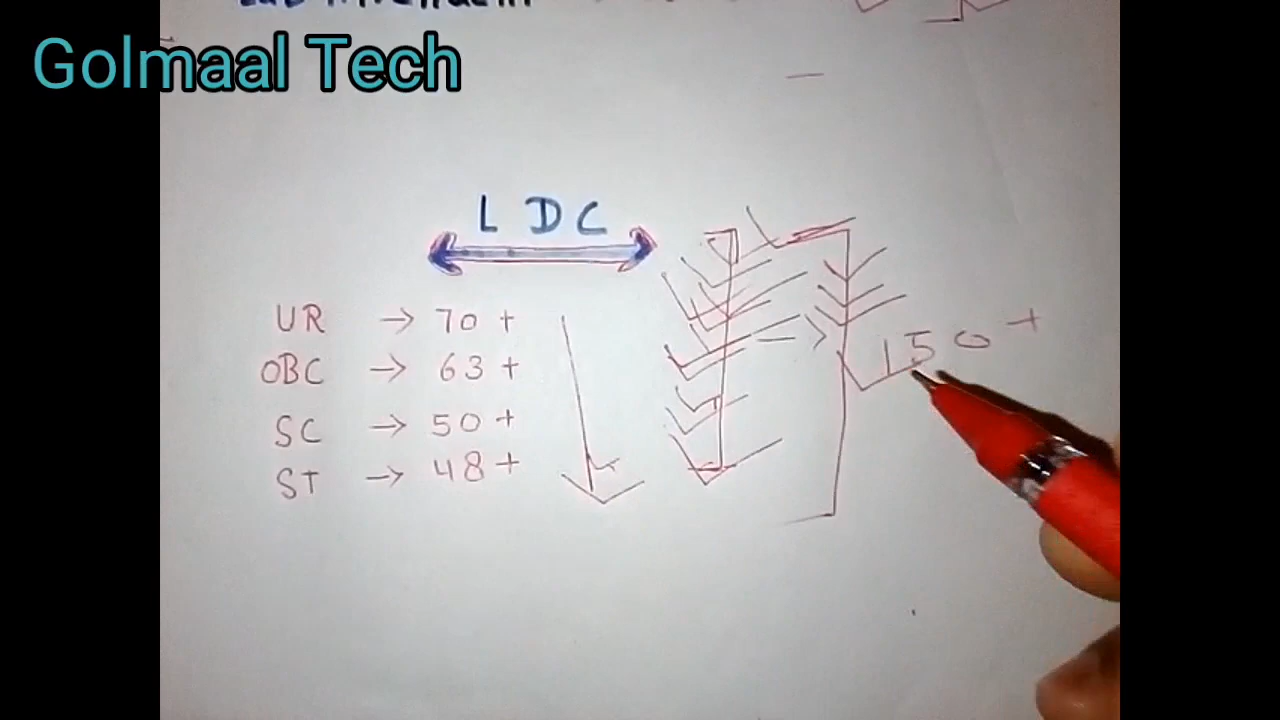 Golmaal Tech
LDC
UR → 70 +
OBC → 63 +
SC → 50 +
ST → 48 +
150 +